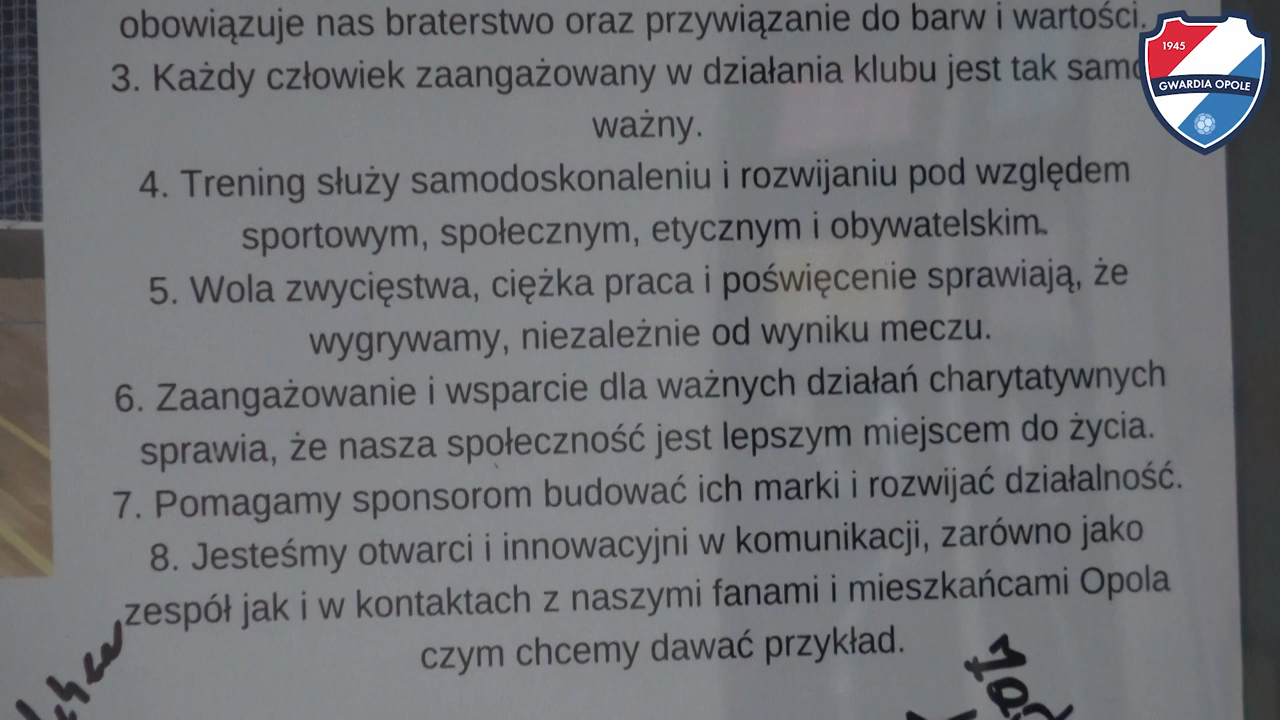 obowiązuje nas braterstwo oraz przywiązanie do barw i wartości.
3. Każdy człowiek zaangażowany w działania klubu jest tak samo
ważny.
4. Trening służy samodoskonaleniu i rozwijaniu pod względem
sportowym, społecznym, etycznym i obywatelskim.
5. Wola zwycięstwa, ciężka praca i poświęcenie sprawiają, że
wygrywamy, niezależnie od wyniku meczu.
6. Zaangażowanie i wsparcie dla ważnych działań charytatywnych
sprawia, że nasza społeczność jest lepszym miejscem do życia.
7. Pomagamy sponsorom budować ich marki i rozwijać działalność.
8. Jesteśmy otwarci i innowacyjni w komunikacji, zarówno jako
zespół jak i w kontaktach z naszymi fanami i mieszkańcami Opola
czym chcemy dawać przykład.
1945
GWARDIA OPOLE